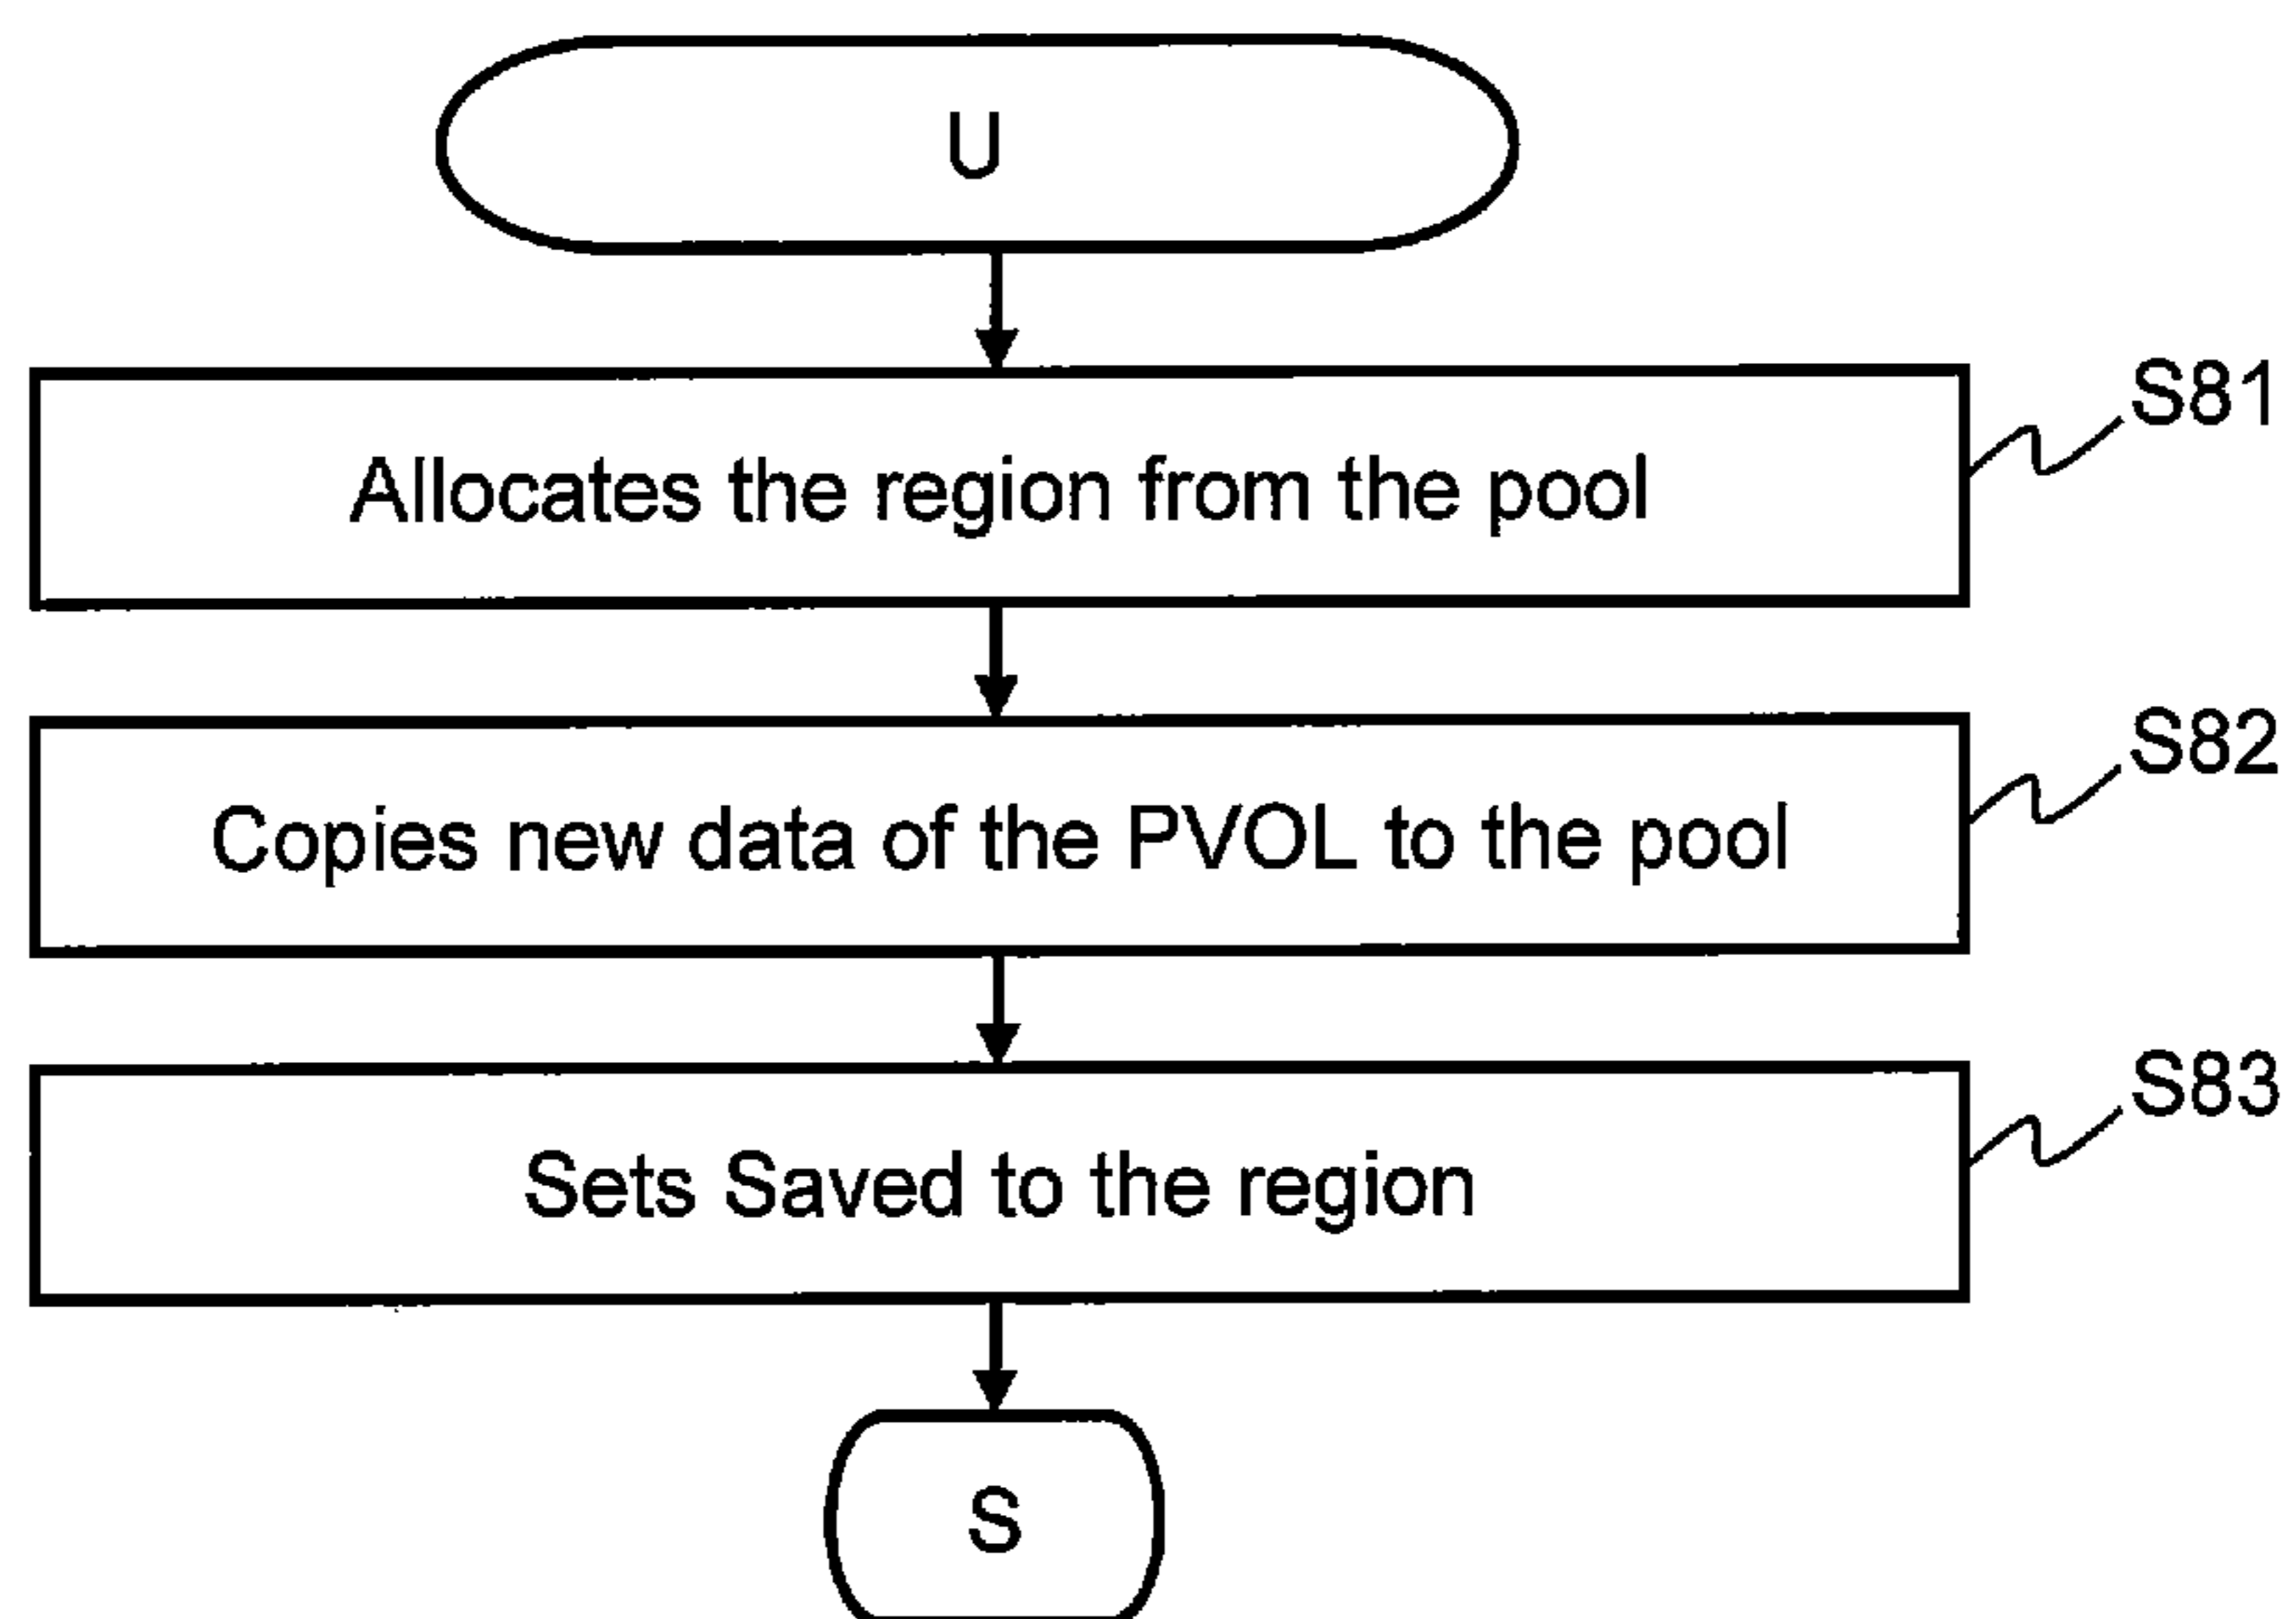 U
Allocates the region from the pool
S81
Copies new data of the PVOL to the pool
S82
Sets Saved to the region
S83
S